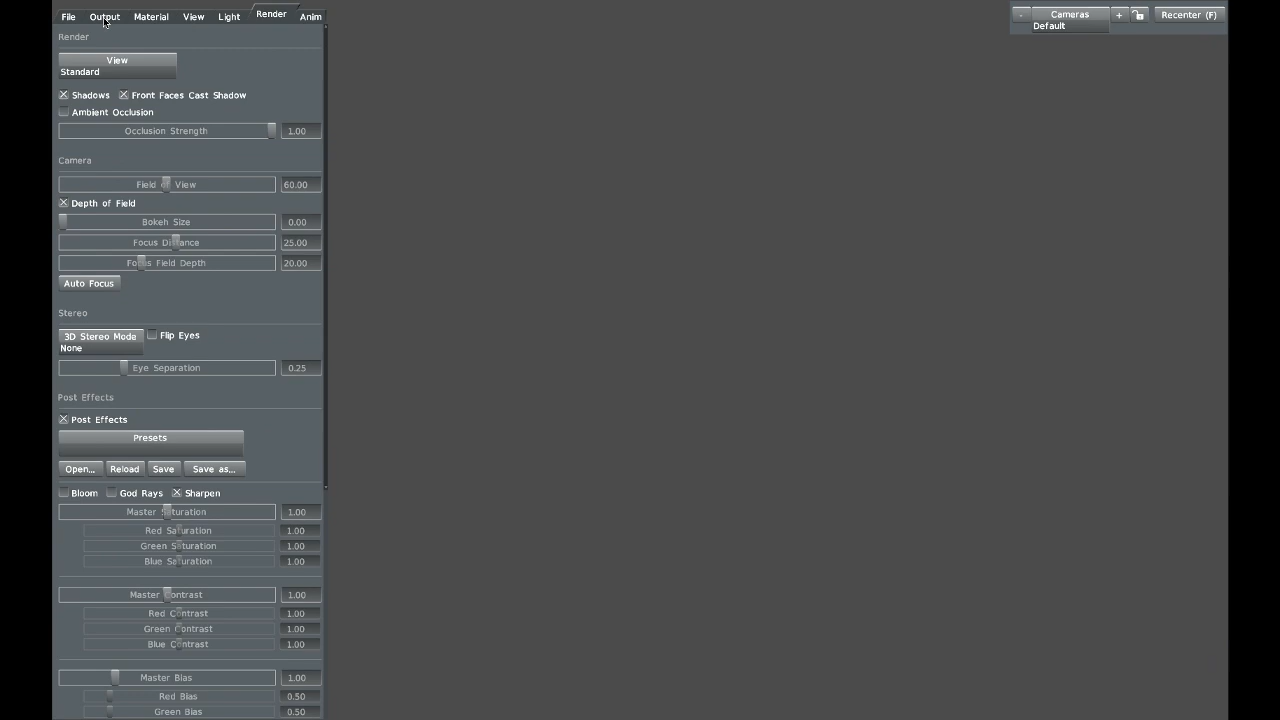 File Output Material View Light Render Anim
Render
View
Standard
Shadows Front Faces Cast Shadow
Ambient Occlusion
Occlusion Strength 1.00
Camera
Field of View 60.00
Depth of Field
Bokeh Size 0.00
Focus Distance 25.00
Focus Field Depth 20.00
Auto Focus
Stereo
3D Stereo Mode Flip Eyes
None
Eye Separation 0.25
Post Effects
Post Effects
Presets
Open... Reload Save Save as...
Bloom God Rays Sharpen
Master Saturation 1.00
Red Saturation 1.00
Green Saturation 1.00
Blue Saturation 1.00
Master Contrast 1.00
Red Contrast 1.00
Green Contrast 1.00
Blue Contrast 1.00
Master Bias 1.00
Red Bias 0.50
Green Bias 0.50
- Cameras + Recenter (F)
Default